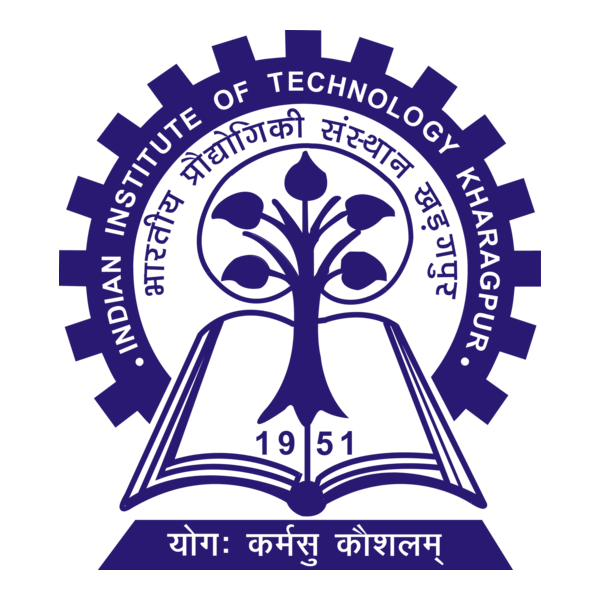 INDIAN INSTITUTE OF TECHNOLOGY KHARAGPUR
भारतीय प्रौद्योगिकी संस्थान खड़गपुर
1951
योगः कर्मसु कौशलम्